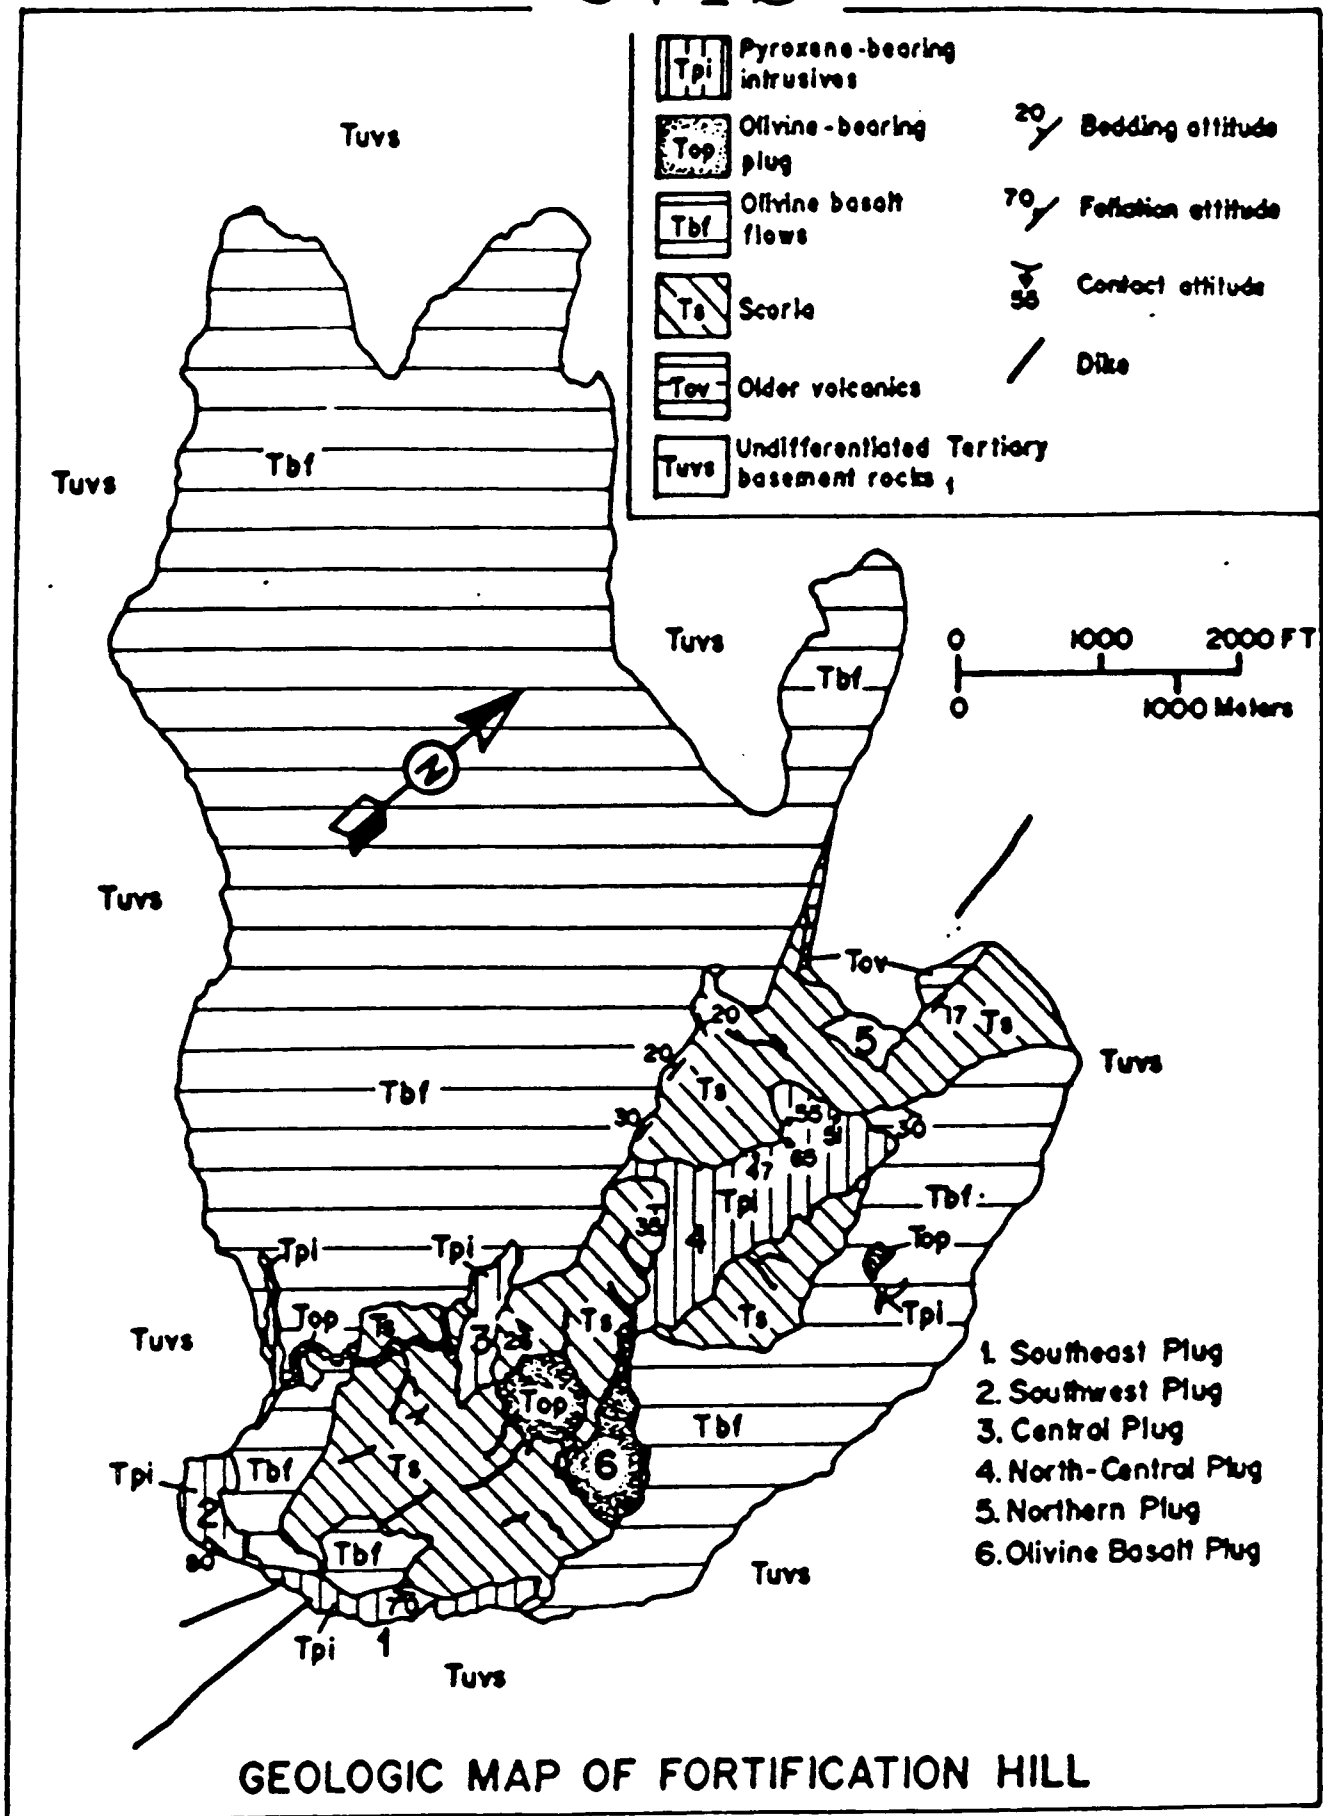 Tpi
Pyroxene-bearing
intrusives
Top
Olivine-bearing
plug
Tbf
Olivine basalt
flows
Ts
Scoria
Tov
Older volcanics
Tuvs
Undifferentiated Tertiary
basement rocks
20
Bedding attitude
70
Foliation attitude
55
Contact attitude
Dike
Tuvs
Tuvs
Tbf
Tuvs
Tbf
0 1000 2000 FT
0 1000 Meters
N
Tuvs
Tov
20
5
17
Ts
20
Ts
Tuvs
Tbf
30
55
51
30
47
65
Tpi
Tbf
35
4
Top
Tpi
Tpi
Tpi
Top
Ts
3
Ts
Ts
Tuvs
Top
Tbf
6
Ts
Tpi
Tbf
2
Tbf
80
70
Tpi
1
Tuvs
Tuvs
1. Southeast Plug
2. Southwest Plug
3. Central Plug
4. North-Central Plug
5. Northern Plug
6. Olivine Basalt Plug
GEOLOGIC MAP OF FORTIFICATION HILL